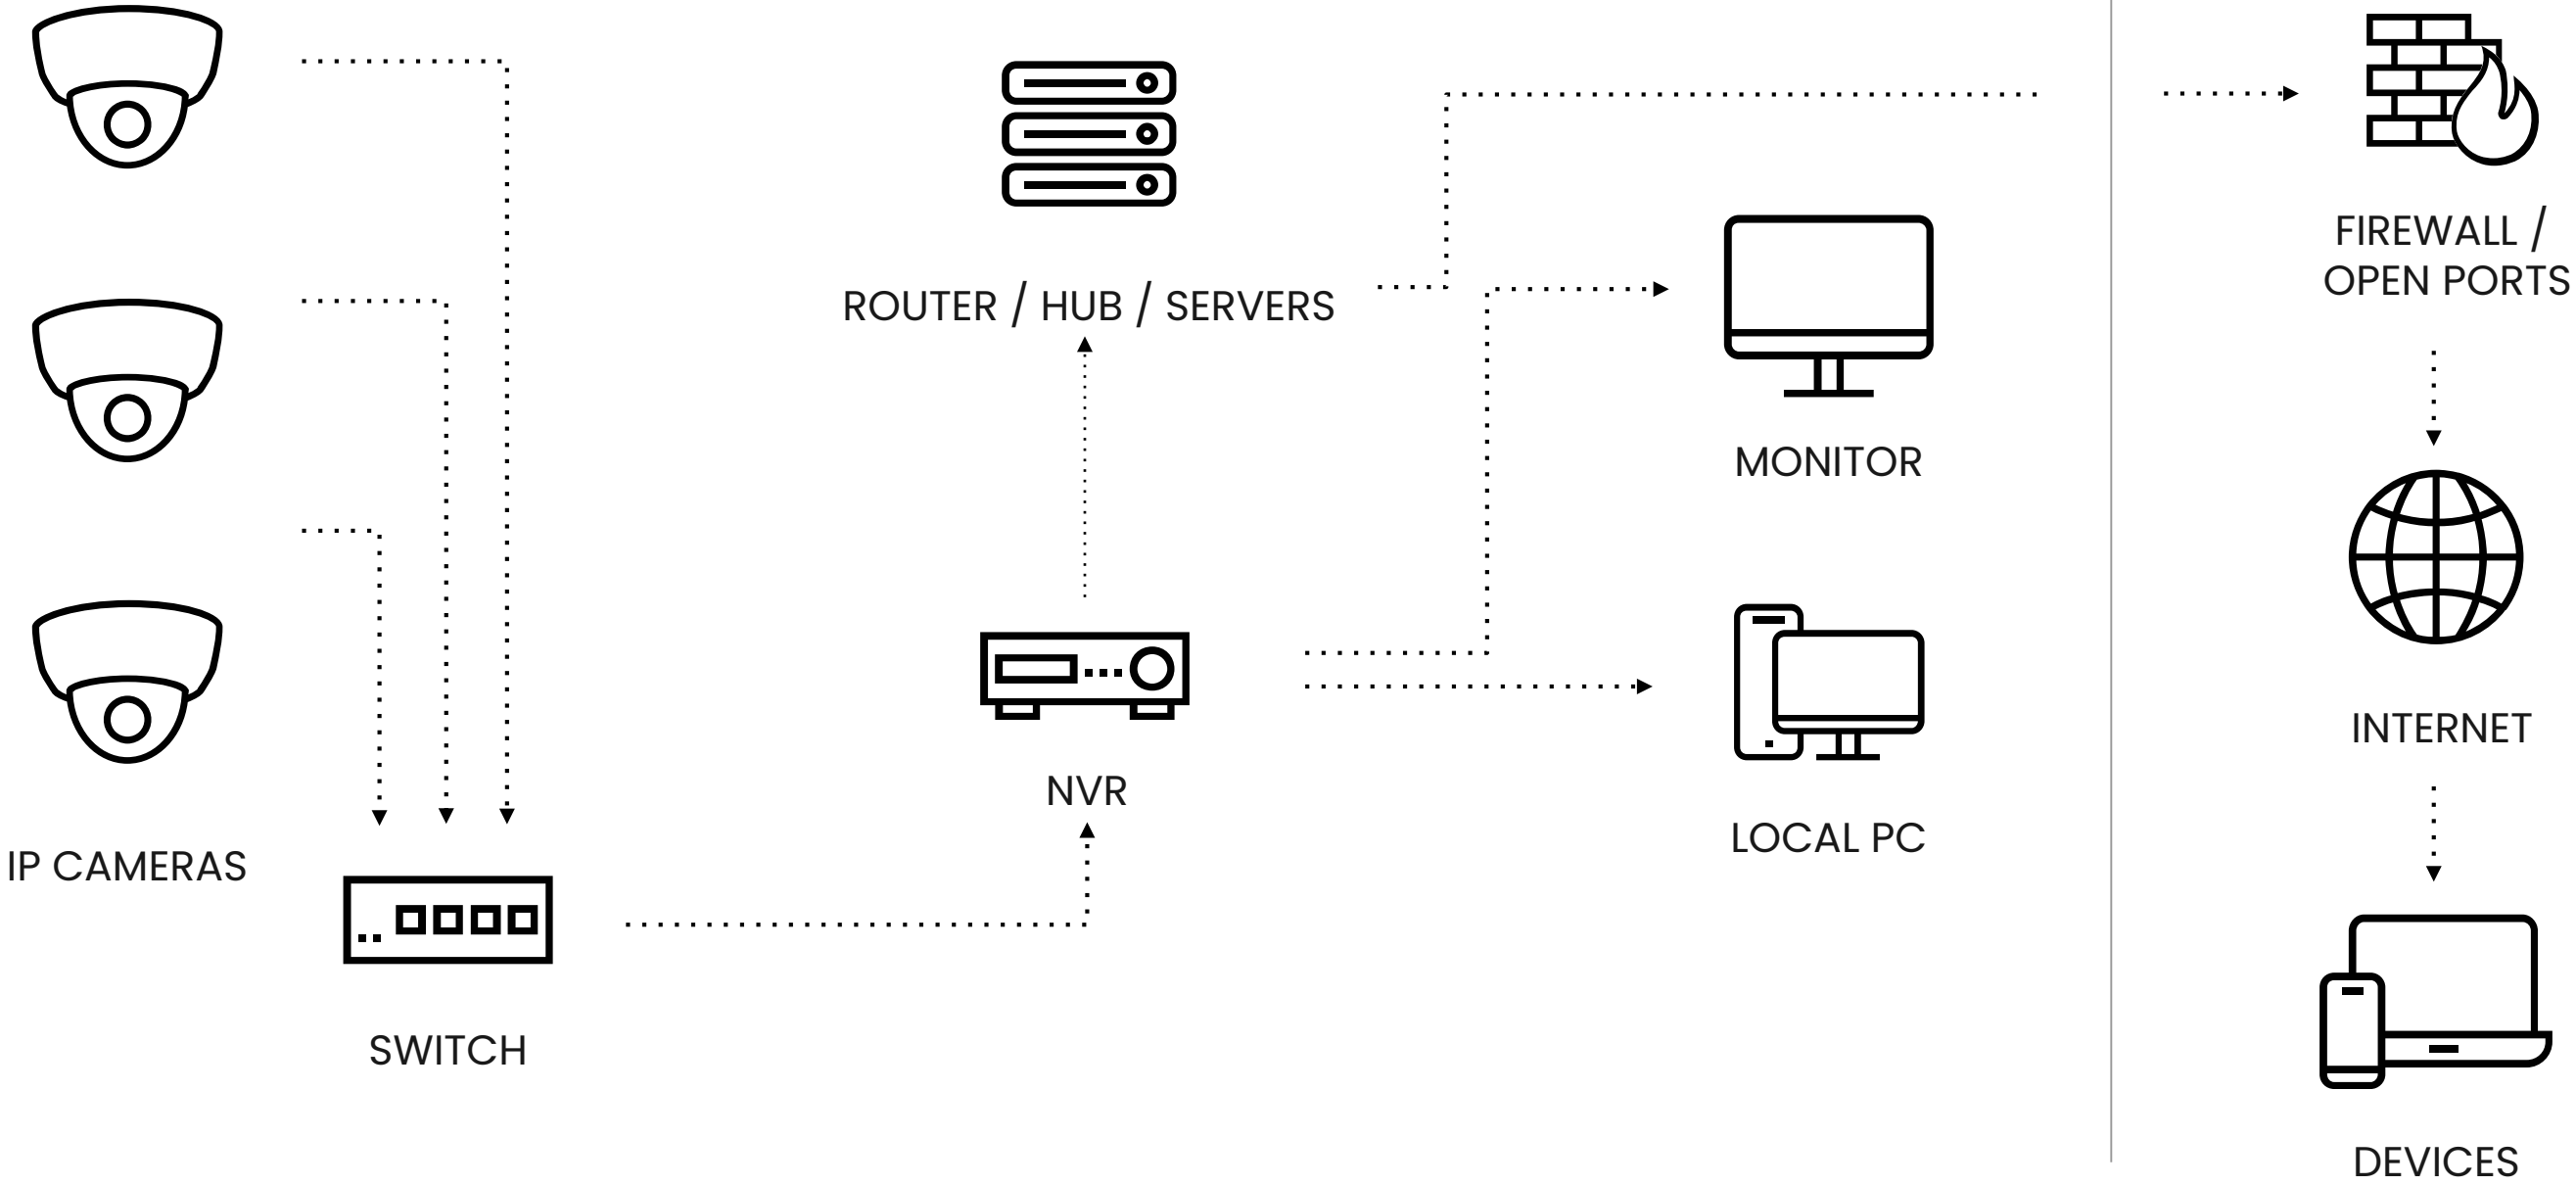 IP CAMERAS
SWITCH
ROUTER / HUB / SERVERS
NVR
MONITOR
LOCAL PC
FIREWALL /
OPEN PORTS
INTERNET
DEVICES